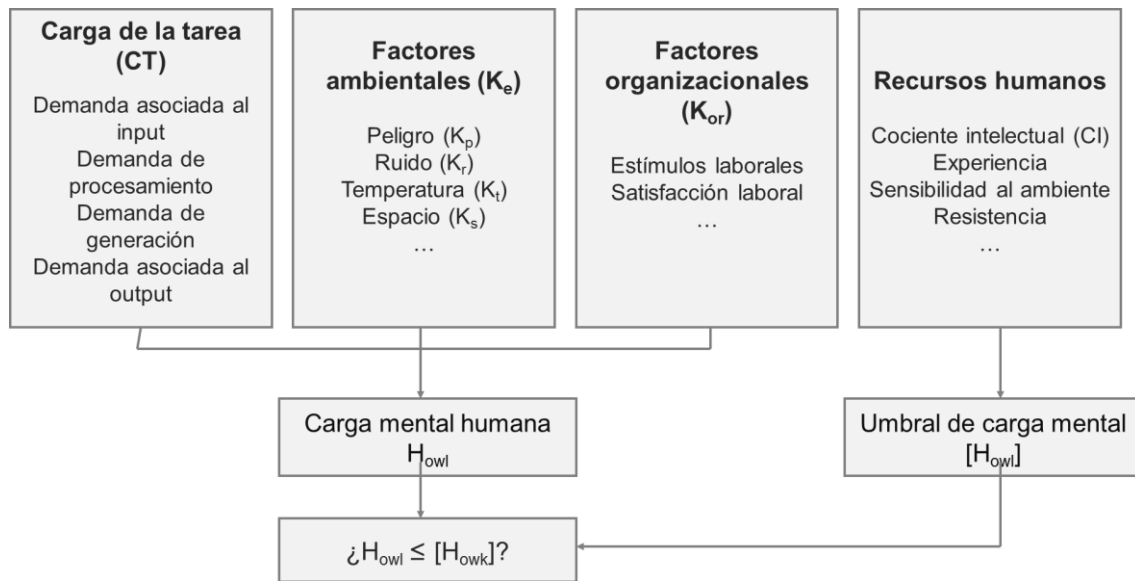 Carga de la tarea
(CT)
Demanda asociada al
input
Demanda de
procesamiento
Demanda de
generación
Demanda asociada al
output
Factores
ambientales (Ke)
Peligro (Kp)
Ruido (Kr)
Temperatura (Kt)
Espacio (Ks)
…
Factores
organizacionales
(Kor)
Estímulos laborales
Satisfacción laboral
…
Recursos humanos
Cociente intelectual (CI)
Experiencia
Sensibilidad al ambiente
Resistencia
…
Carga mental humana
Howl
Umbral de carga mental
[Howl]
¿Howl ≤ [Howk]?